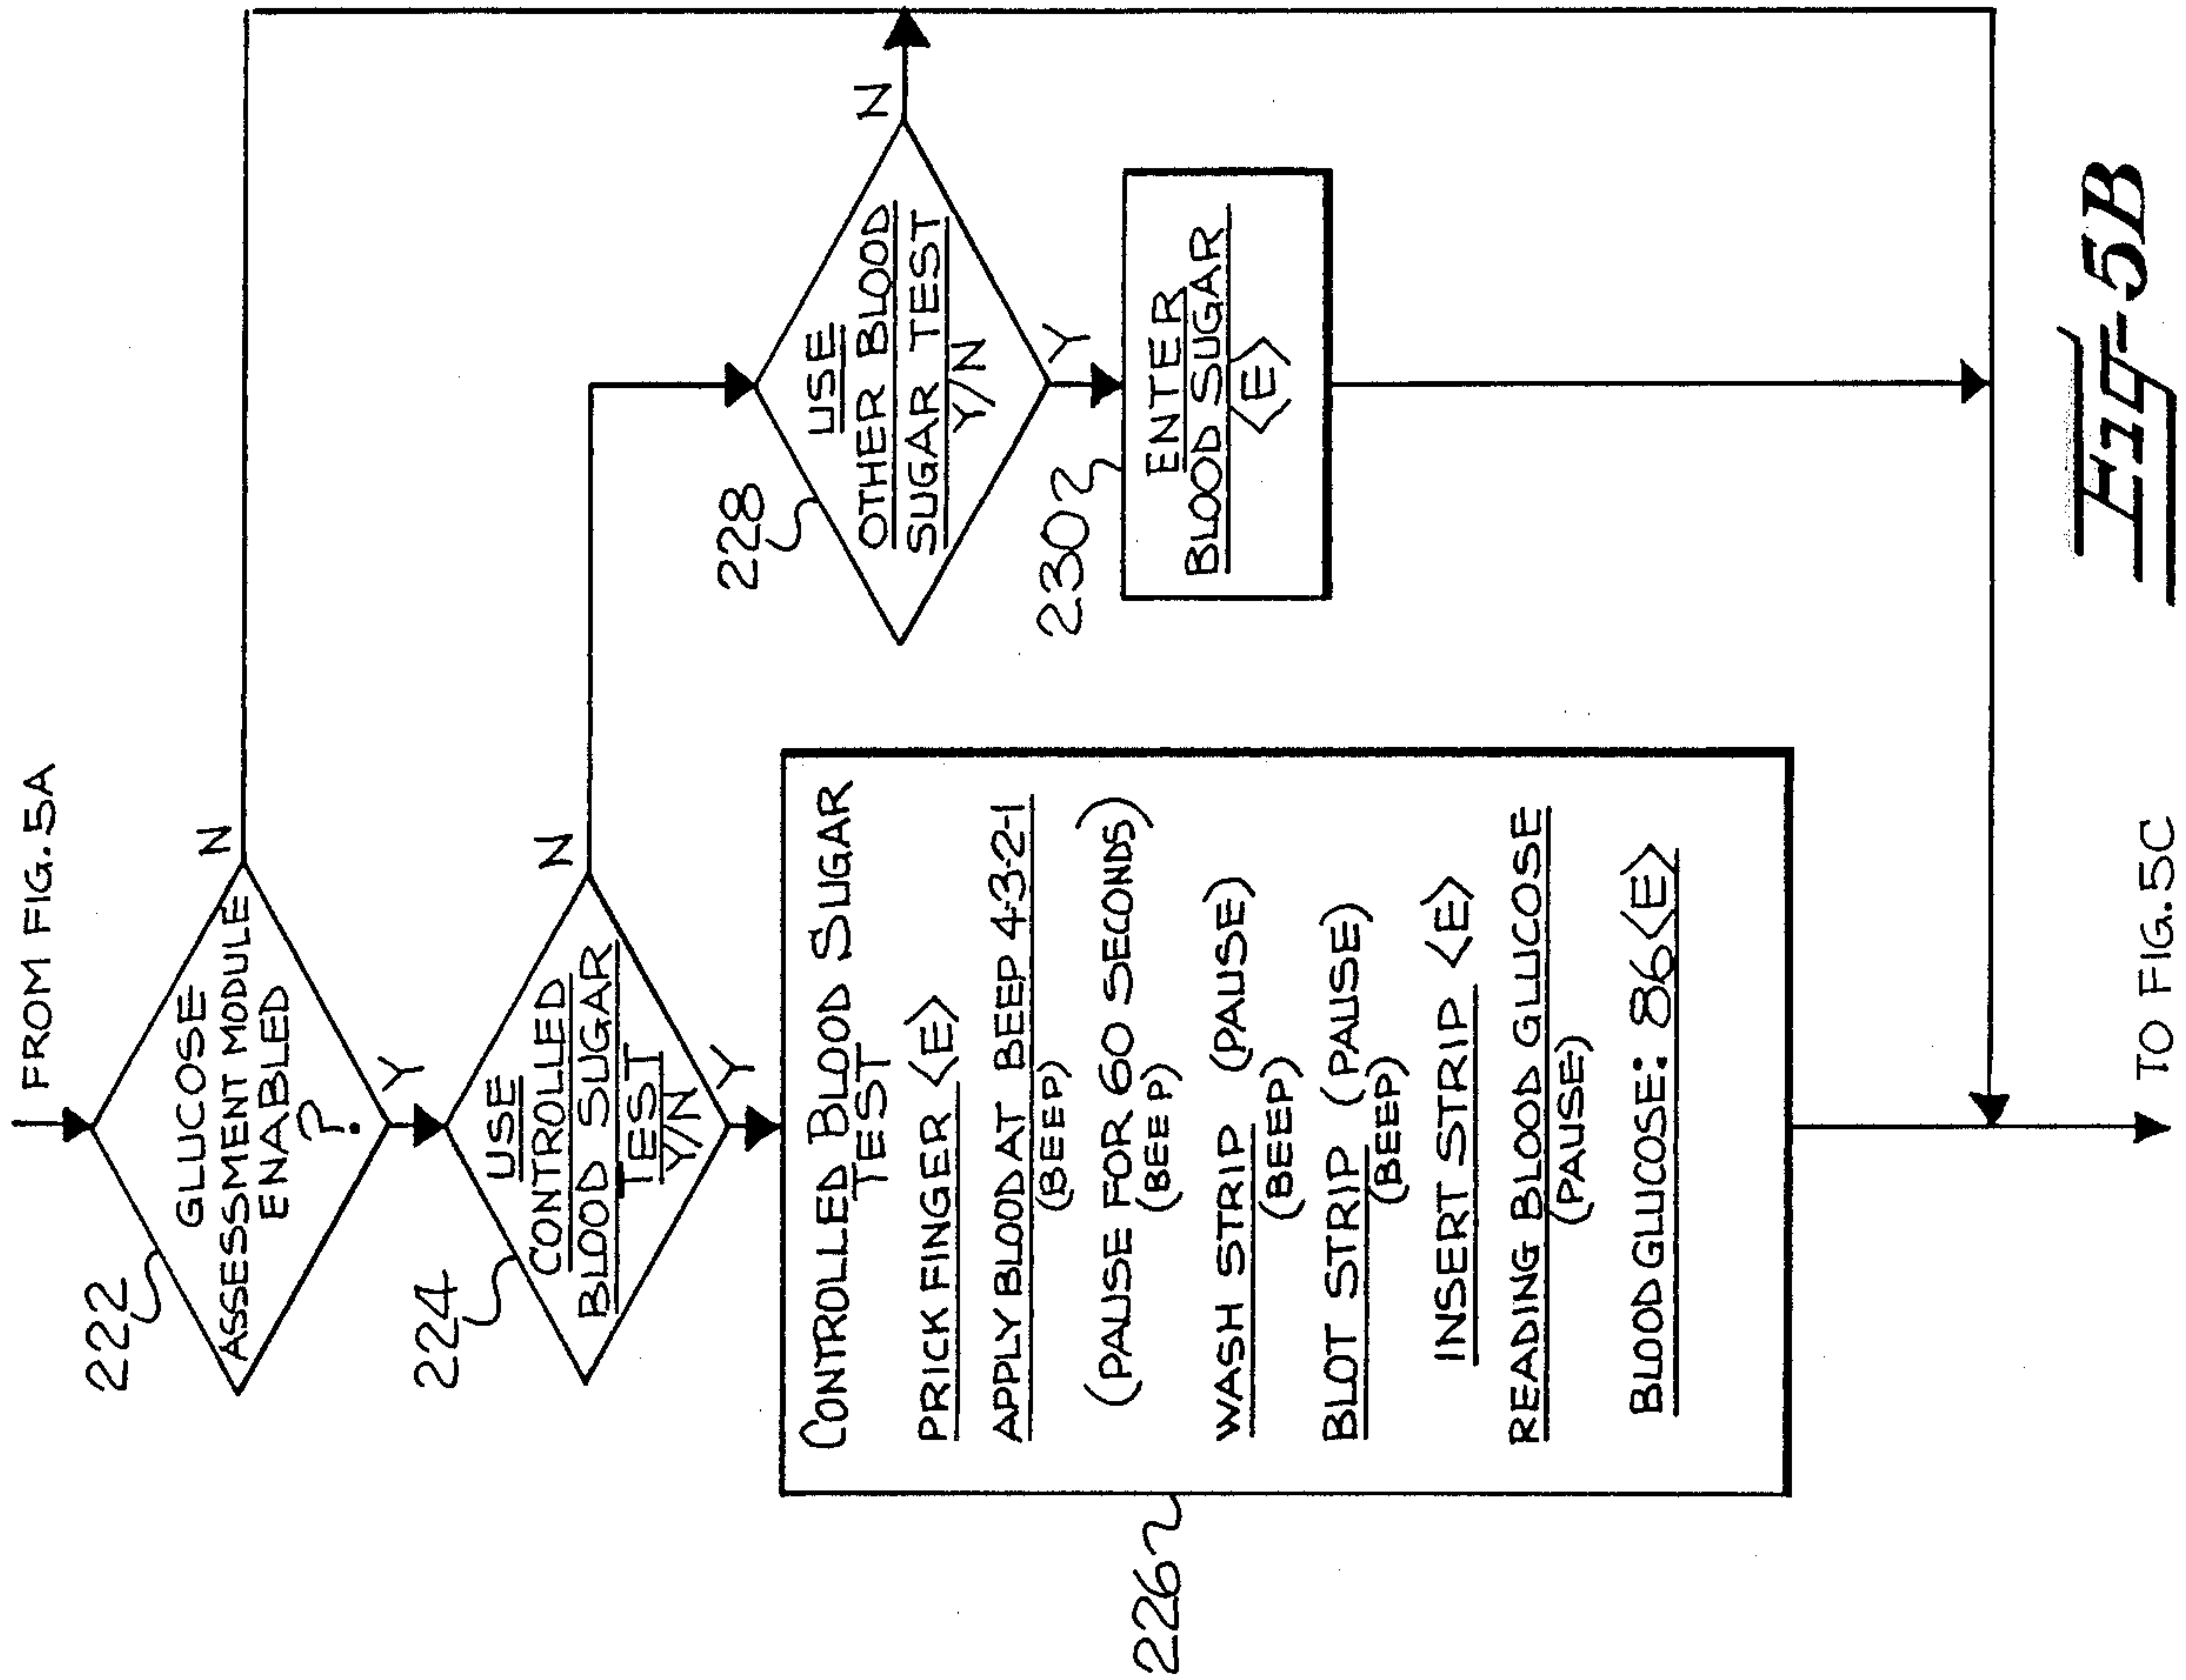 FROM FIG. 5A
222
GLUCOSE
ASSESSMENT MODULE
ENABLED
?
N
Y
224
USE
CONTROLLED
BLOOD SUGAR
TEST
Y/N
N
Y
226
CONTROLLED BLOOD SUGAR
TEST
PRICK FINGER <E>
APPLY BLOOD AT BEEP 4-3-2-1
(BEEP)
(PAUSE FOR 60 SECONDS)
(BEEP)
WASH STRIP (PAUSE)
(BEEP)
BLOT STRIP (PAUSE)
(BEEP)
INSERT STRIP <E>
READING BLOOD GLUCOSE
(PAUSE)
BLOOD GLUCOSE: 86<E>
228
USE
OTHER BLOOD
SUGAR TEST
Y/N
N
Y
230
ENTER
BLOOD SUGAR
<E>
TO FIG. 5C
Fig-5B